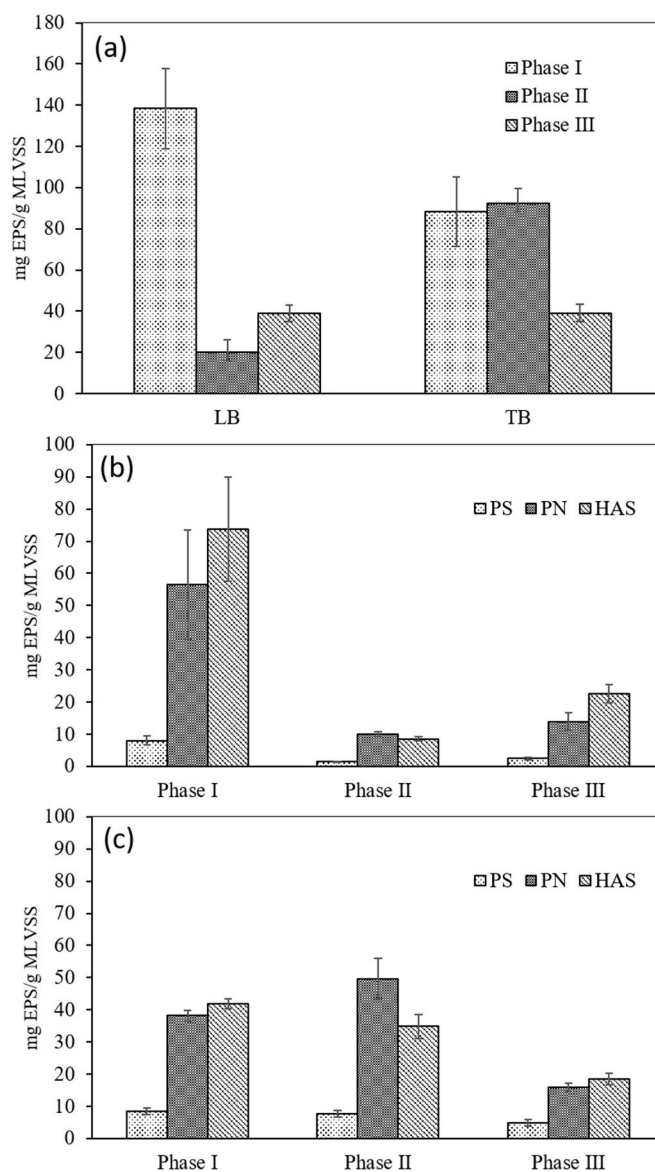 (a)
180
160
140
120
100
80
60
40
20
0
mg EPS/g MLVSS
Phase I
Phase II
Phase III
LB TB
(b)
100
90
80
70
60
50
40
30
20
10
0
mg EPS/g MLVSS
PS PN HAS
Phase I Phase II Phase III
(c)
100
90
80
70
60
50
40
30
20
10
0
mg EPS/g MLVSS
PS PN HAS
Phase I Phase II Phase III